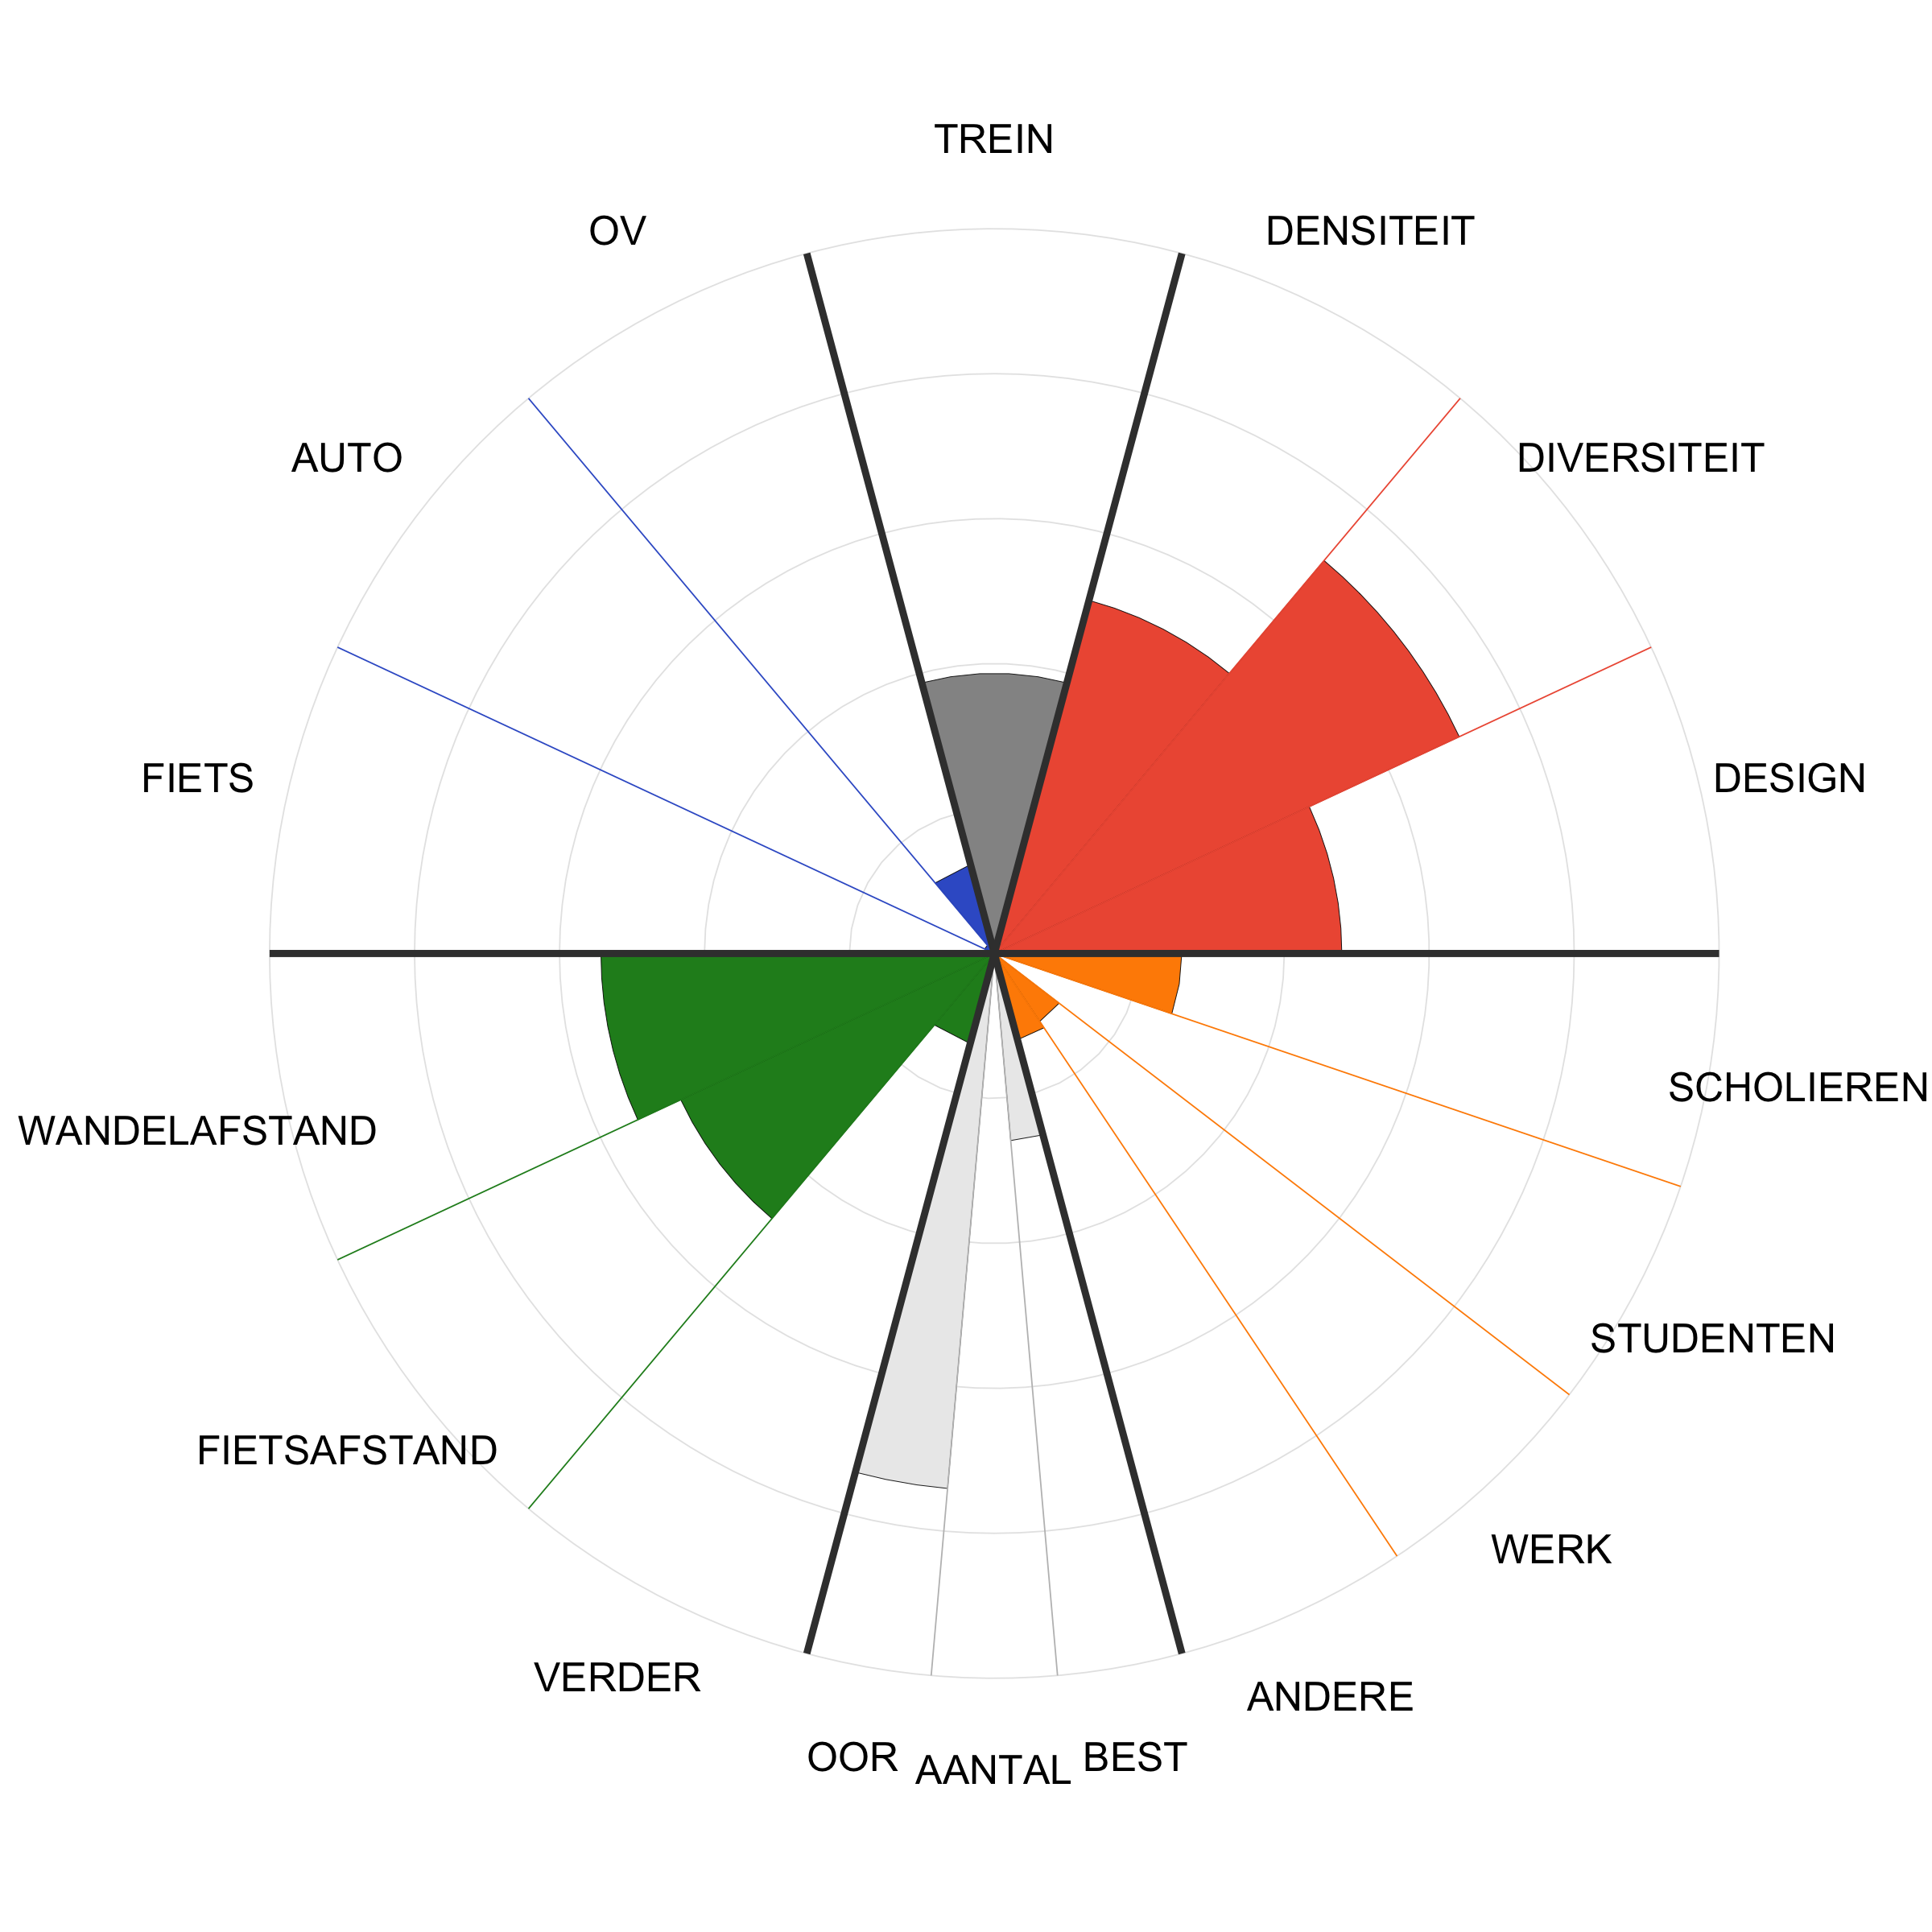 TREIN
OV
DENSITEIT
AUTO
DIVERSITEIT
FIETS
DESIGN
SCHOLIEREN
WANDELAFSTAND
STUDENTEN
FIETSAFSTAND
WERK
VERDER
ANDERE
OOR
AANTAL
BEST